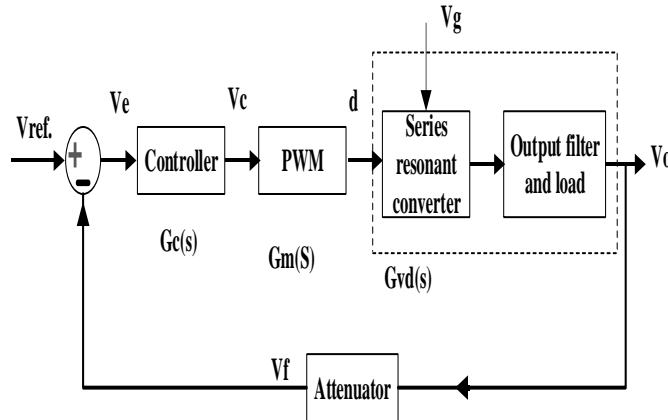 Vg
Ve
Vc
d
Vref.
+
-
Controller
PWM
Series
resonant
converter
Output filter
and load
Vo
Gc(s)
Gm(S)
Gvd(s)
Vf
Attenuator